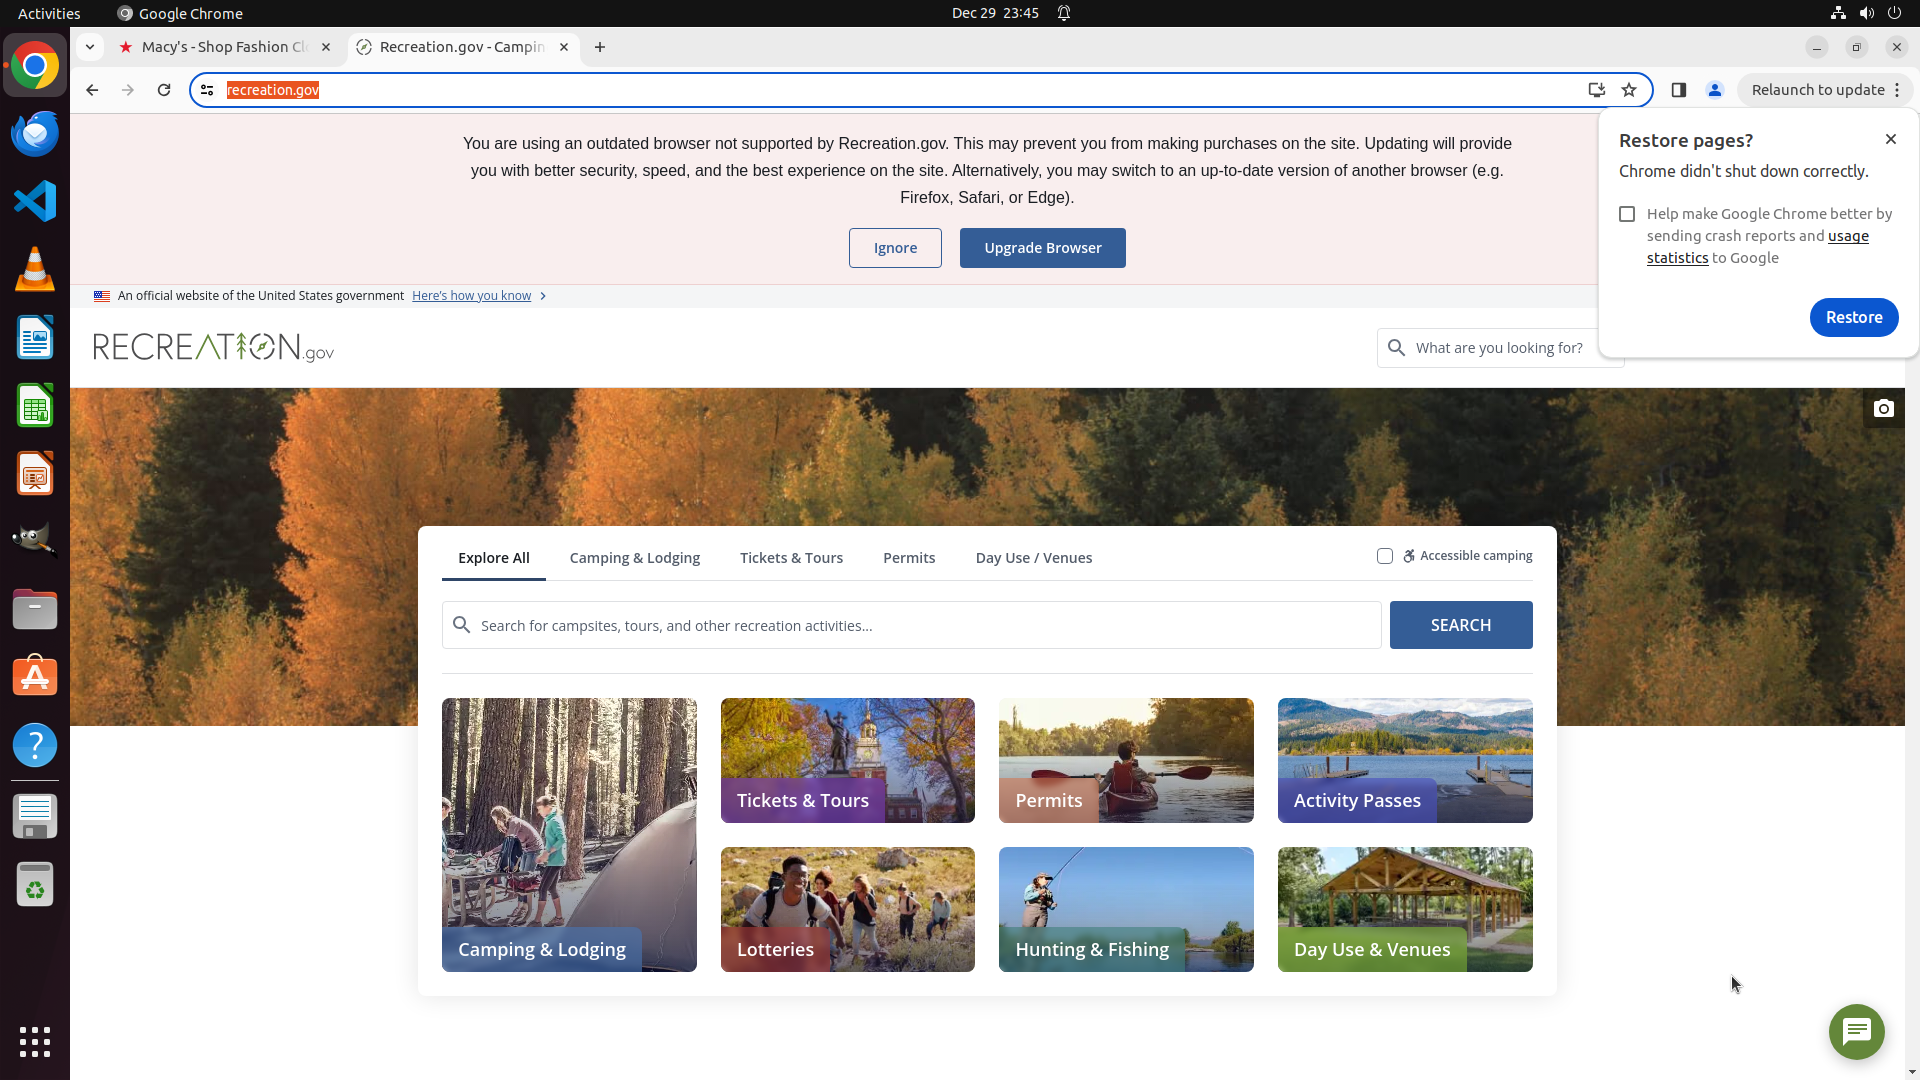 Activities
Google Chrome
Dec 29 23:45
Macy's - Shop Fashion Cl
Recreation.gov - Campin
recreation.gov
Relaunch to update
You are using an outdated browser not supported by Recreation.gov. This may prevent you from making purchases on the site. Updating will provide
you with better security, speed, and the best experience on the site. Alternatively, you may switch to an up-to-date version of another browser (e.g.
Firefox, Safari, or Edge).
Ignore
Upgrade Browser
Restore pages?
Chrome didn't shut down correctly.
Help make Google Chrome better by
sending crash reports and usage
statistics to Google
Restore
An official website of the United States government Here's how you know
RECREATION.gov
What are you looking for?
Explore All
Camping & Lodging
Tickets & Tours
Permits
Day Use / Venues
Accessible camping
Search for campsites, tours, and other recreation activities...
SEARCH
Tickets & Tours
Permits
Activity Passes
Camping & Lodging
Lotteries
Hunting & Fishing
Day Use & Venues